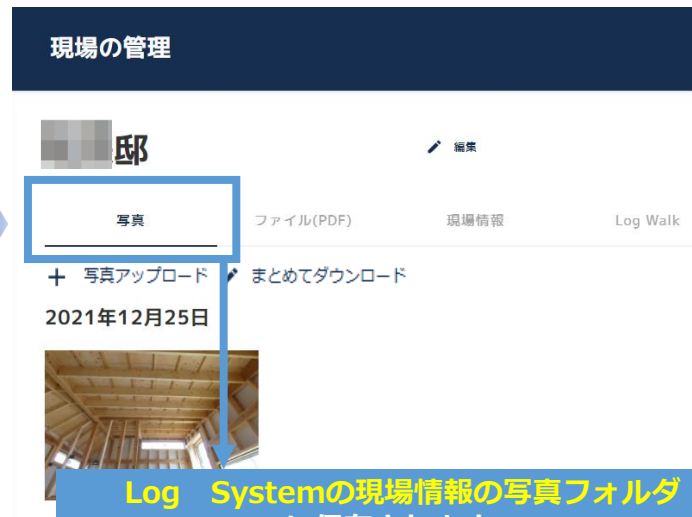 現場の管理
邸
編集
写真
ファイル(PDF)
現場情報
Log Walk
写真アップロード
まとめてダウンロード
2021年12月25日
Log　Systemの現場情報の写真フォルダ